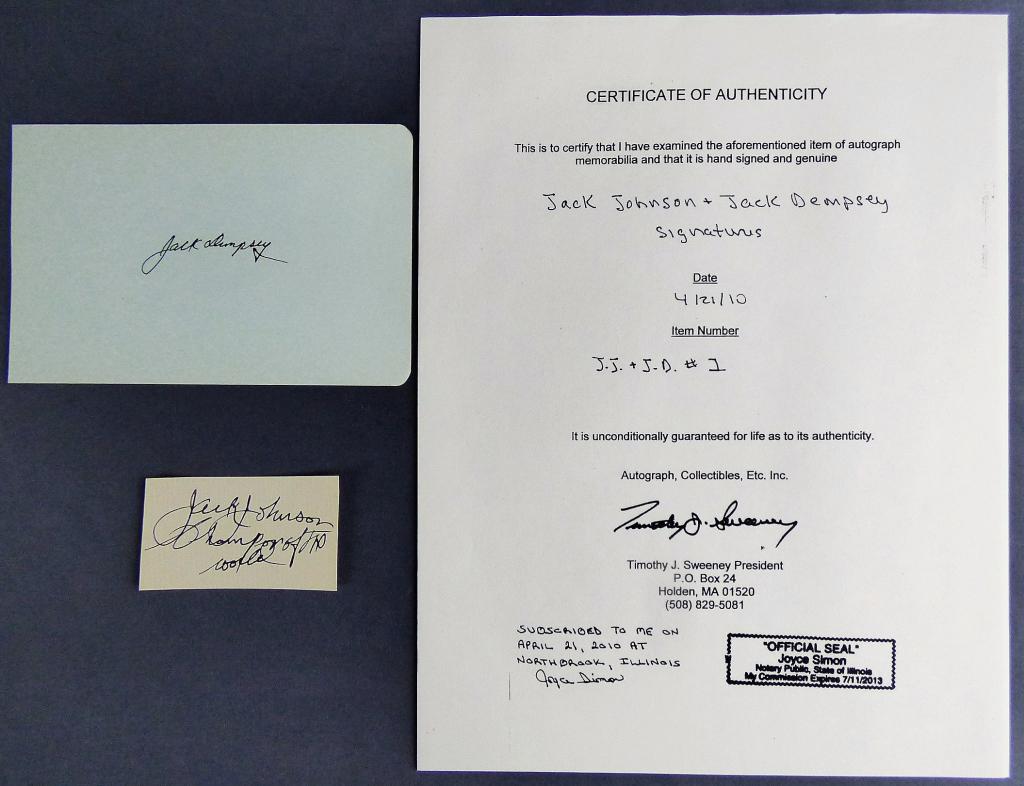 Jack Dempsey
Jack Johnson
Champion of the
world
CERTIFICATE OF AUTHENTICITY
This is to certify that I have examined the aforementioned item of autograph
memorabilia and that it is hand signed and genuine
Jack Johnson + Jack Dempsey
signatures
Date
4/21/10
Item Number
J.J. + J.D. # 1
It is unconditionally guaranteed for life as to its authenticity.
Autograph, Collectibles, Etc. Inc.
Timothy J. Sweeney
Timothy J. Sweeney President
P.O. Box 24
Holden, MA 01520
(508) 829-5081
SUBSCRIBED TO ME ON
APRIL 21, 2010 AT
NORTHBROOK, ILLINOIS
Joyce Simon
"OFFICIAL SEAL"
Joyce Simon
Notary Public, State of Illinois
My Commission Expires 7/11/2013